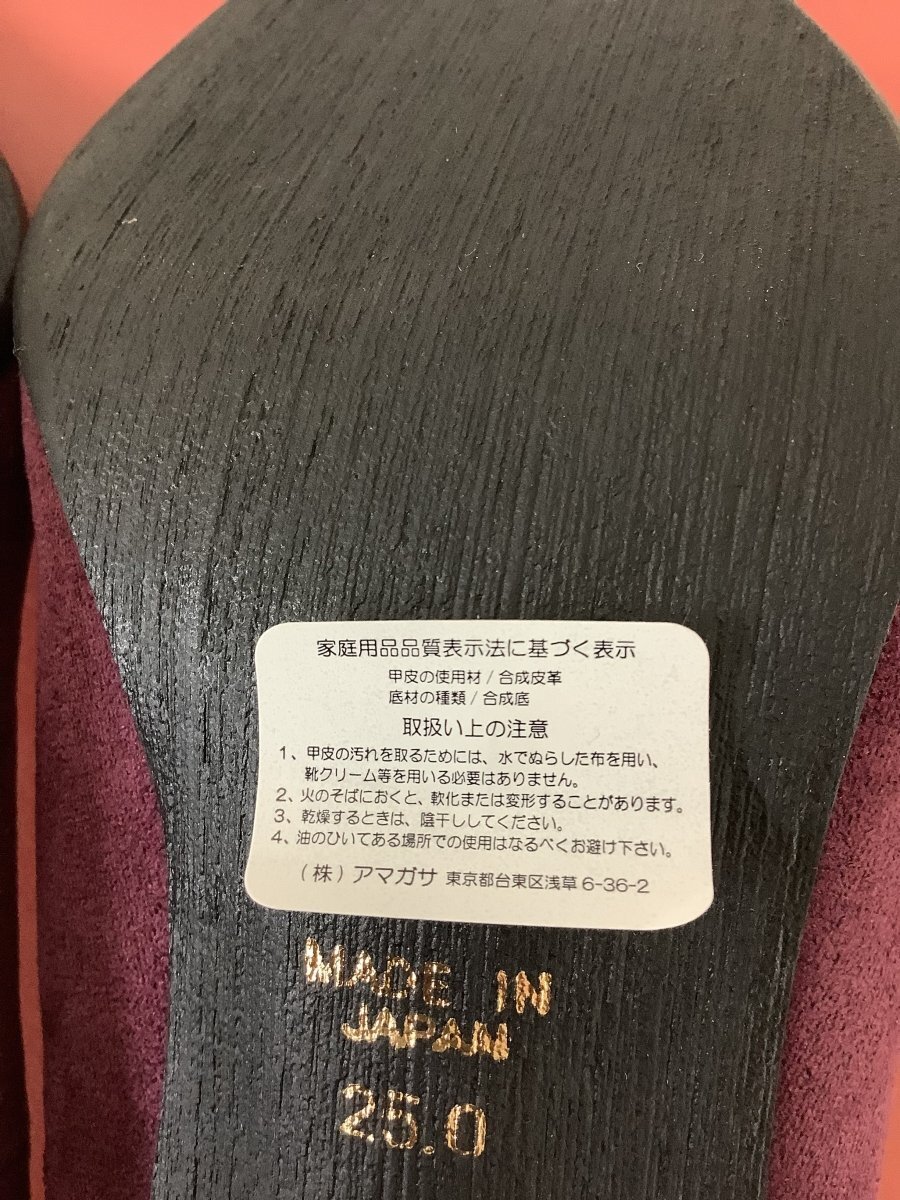 家庭用品品質表示法に基づく表示
甲皮の使用材/合成皮革
底材の種類/合成底
取扱い上の注意
1、甲皮の汚れを取るためには、水でぬらした布を用い、
靴クリーム等を用いる必要はありません。
2、火のそばにおくと、軟化または変形することがあります。
3、乾燥するときは、陰干ししてください。
4、油のひいてある場所での使用はなるべくお避け下さい。
(株)アマガサ 東京都台東区浅草6-36-2
MADE IN
JAPAN
25.0